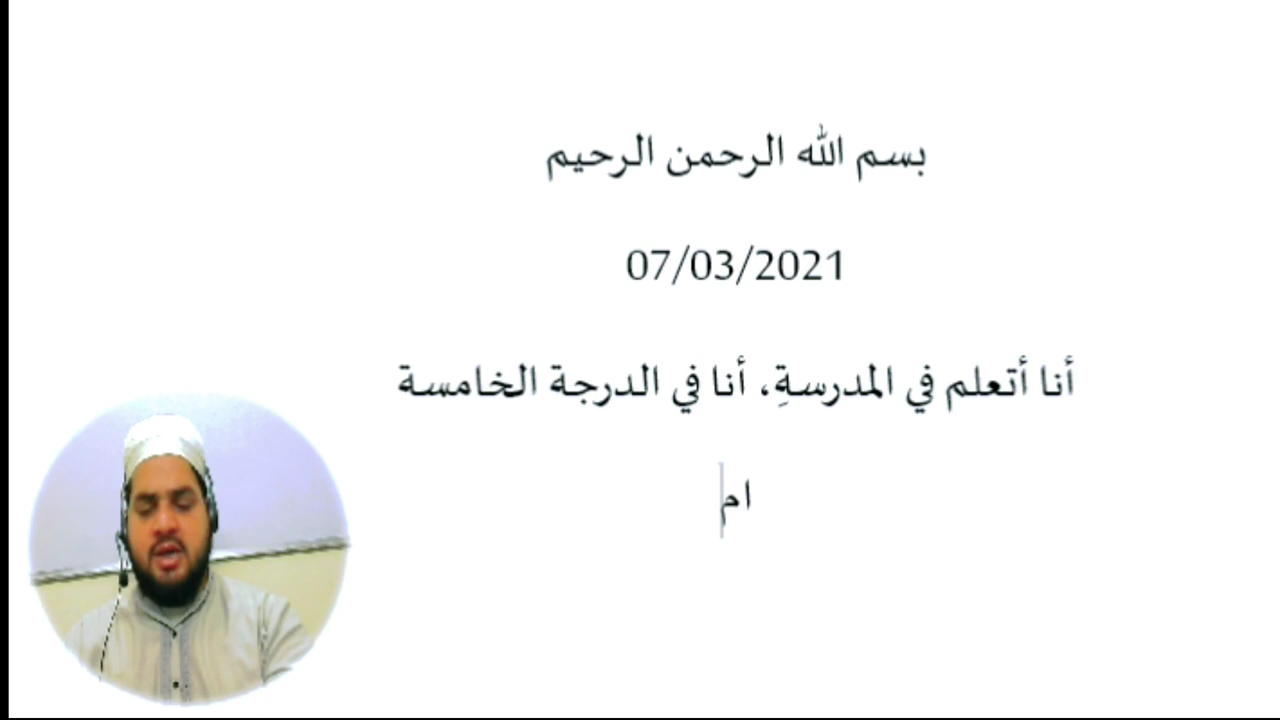 بسم الله الرحمن الرحيم
07/03/2021
أنا أتعلم في المدرسةِ، أنا في الدرجة الخامسة
ام